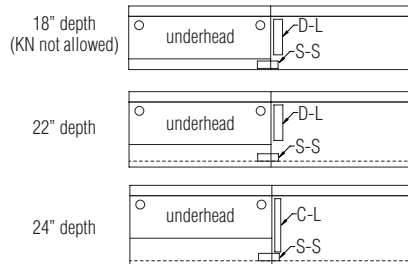 18" depth
(KN not allowed)
underhead
D-L
S-S
22" depth
underhead
D-L
S-S
24" depth
underhead
C-L
S-S